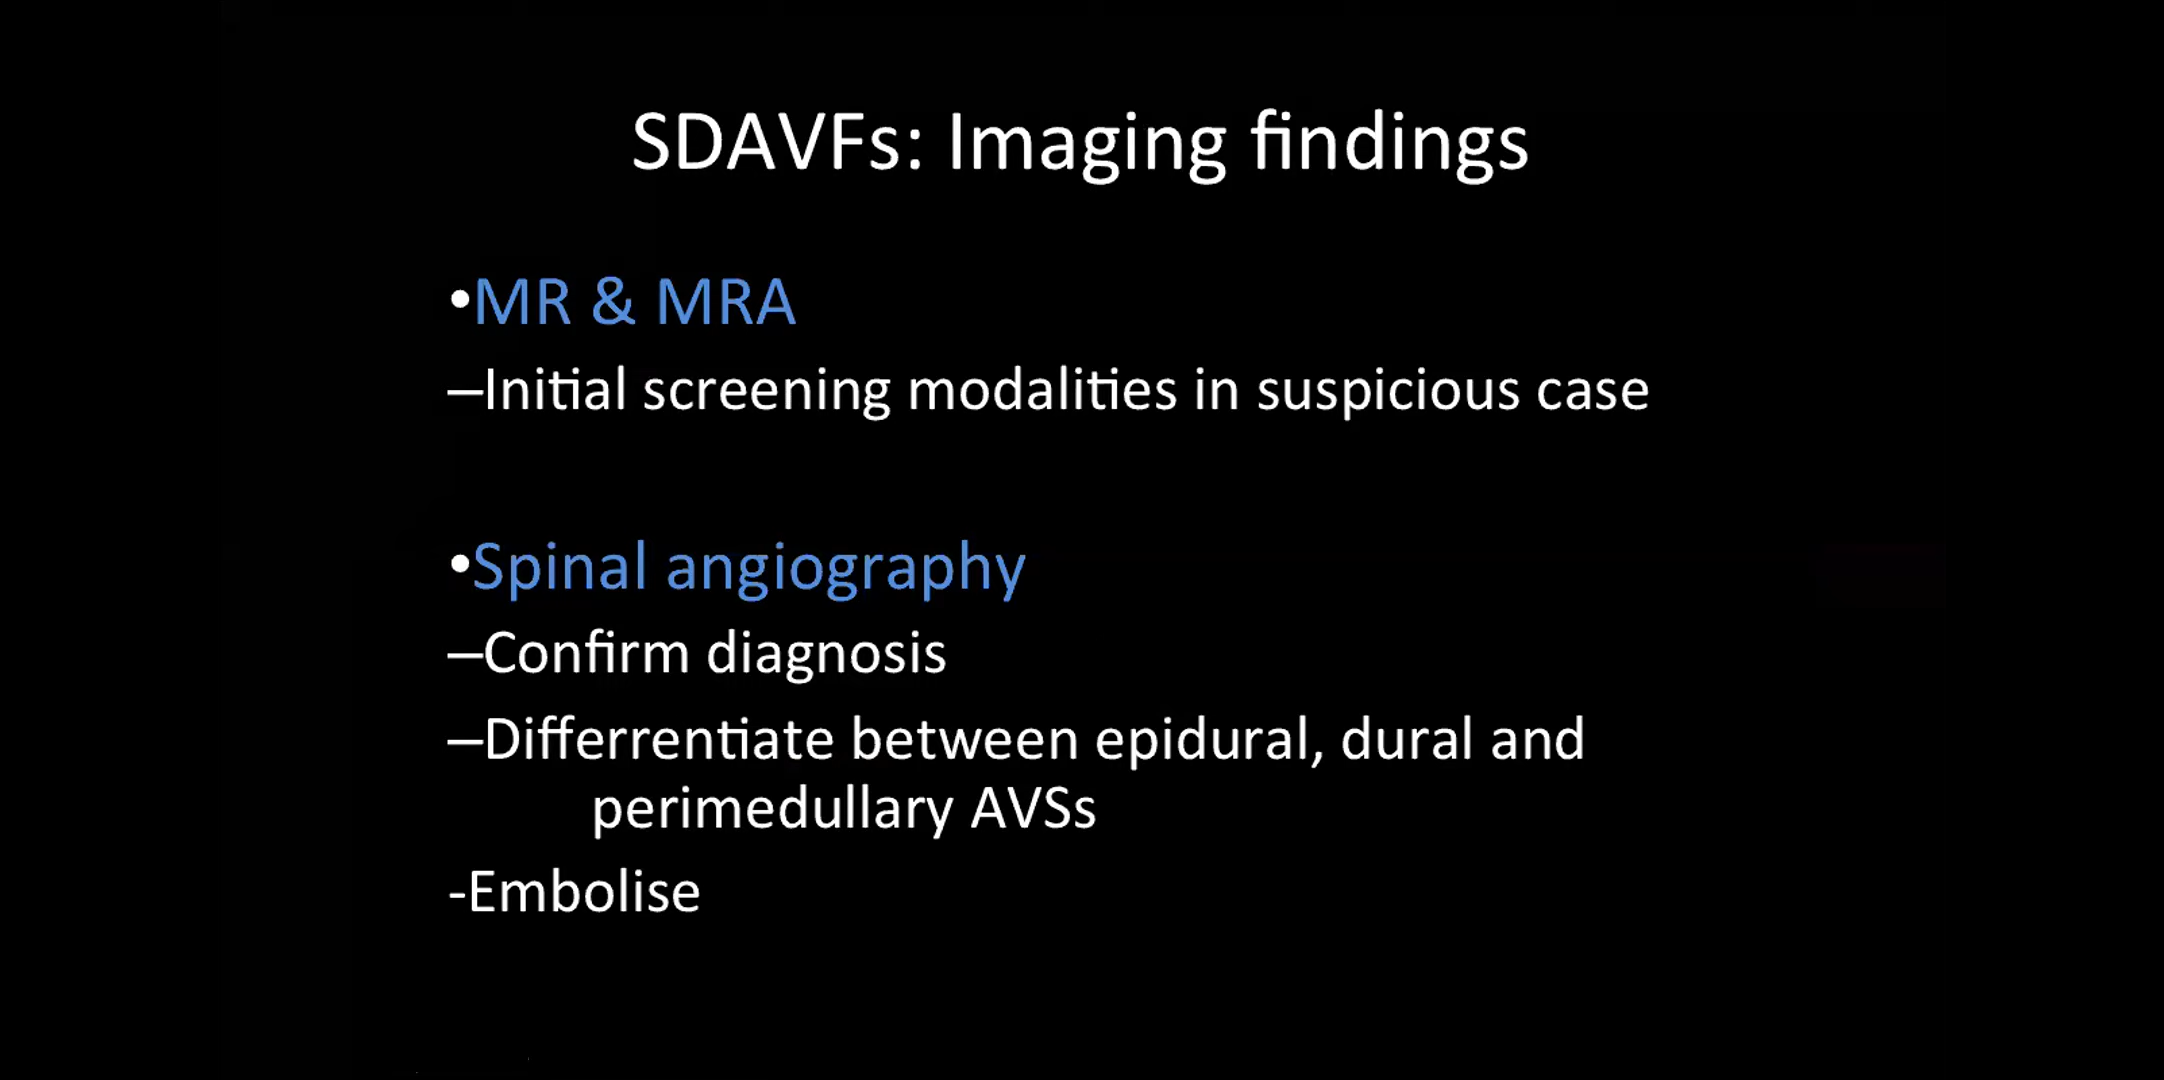 SDAVFs: Imaging findings
•MR & MRA
–Initial screening modalities in suspicious case
•Spinal angiography
–Confirm diagnosis
–Differrentiate between epidural, dural and
perimedullary AVSs
-Embolise